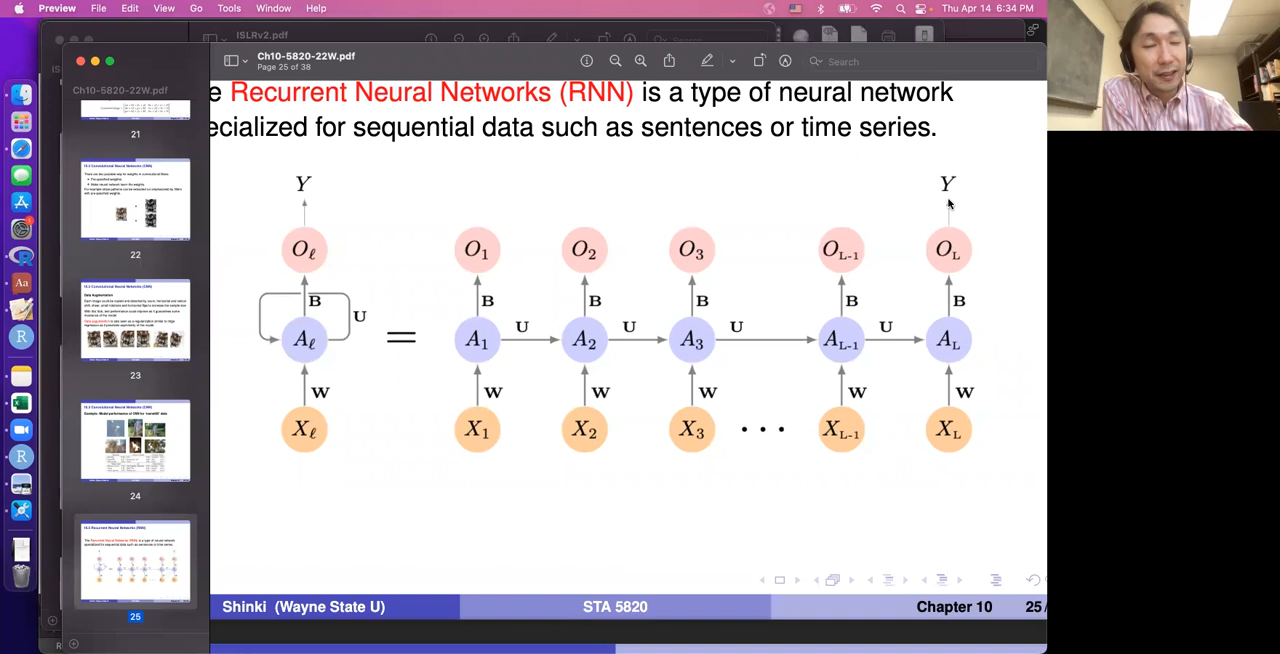 Preview File Edit View Go Tools Window Help
Thu Apr 14 6:34 PM
ISLRv2.pdf
Ch10-5820-22W.pdf
Page 25 of 38
Search
Ch10-5820-22W.pdf
21
22
Data Augmentation
23
24
25
e Recurrent Neural Networks (RNN) is a type of neural network
ecialized for sequential data such as sentences or time series.
Y Y
Oℓ O1 O2 O3 OL-1 OL
B B B B B B
U U U U U
Aℓ = A1 A2 A3 AL-1 AL
W W W W W W
Xℓ X1 X2 X3 ... XL-1 XL
Shinki (Wayne State U) STA 5820 Chapter 10 25/